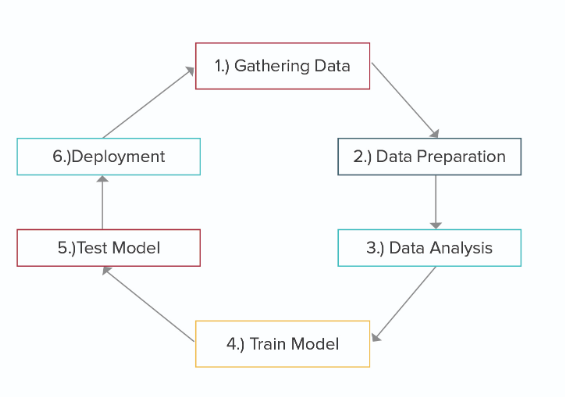 1.) Gathering Data
2.) Data Preparation
3.) Data Analysis
4.) Train Model
5.)Test Model
6.)Deployment